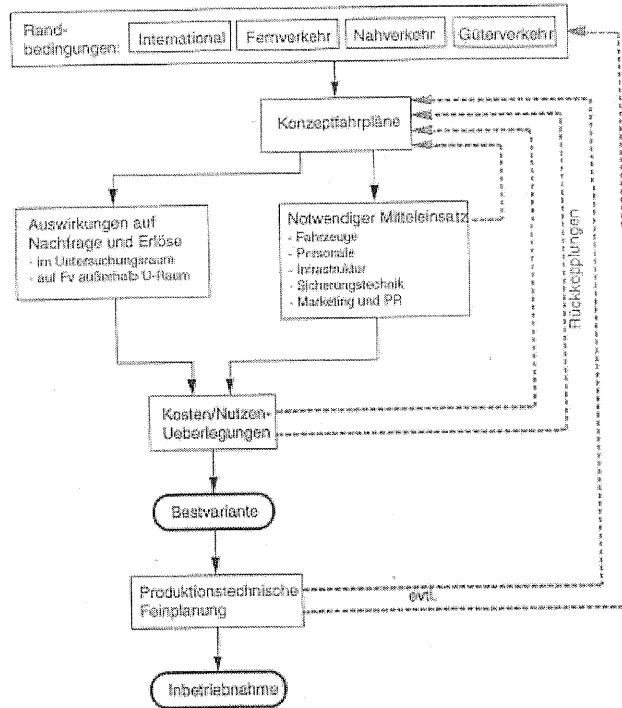 Rand-
bedingungen:
International
Fernverkehr
Nahverkehr
Güterverkehr
Konzeptfahrpläne
Auswirkungen auf
Nachfrage und Erlöse
- im Untersuchungsraum
- auf Fv außerhalb U-Raum
Notwendiger Mitteleinsatz
- Fahrzeuge
- Personale
- Infrastruktur
- Sicherungstechnik
- Marketing und PR
Rückkopplungen
Kosten/Nutzen-
Ueberlegungen
Bestvariante
Produktionstechnische
Feinplanung
evtl.
Inbetriebnahme